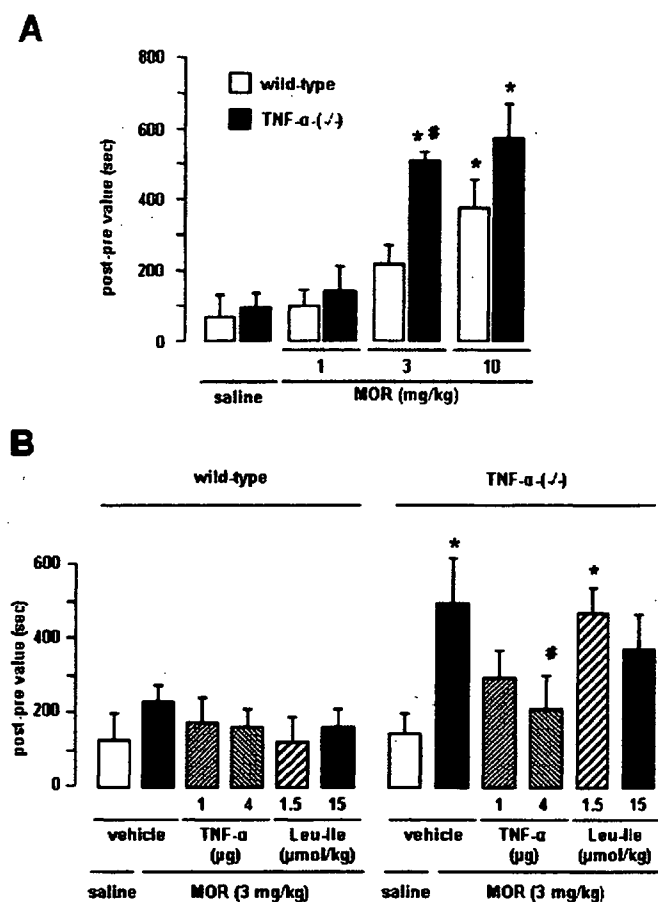 A
800
600
400
200
0
post-pre value (sec)
wild-type
TNF-α-(-/-)
* #
*
*
1 3 10
saline MOR (mg/kg)
B
wild-type TNF-α-(-/-)
600
400
200
0
post-pre value (sec)
* # *
1 4 1.5 15 1 4 1.5 15
vehicle TNF-α Leu-Ile vehicle TNF-α Leu-Ile
(μg) (μmol/kg) (μg) (μmol/kg)
saline MOR (3 mg/kg) saline MOR (3 mg/kg)